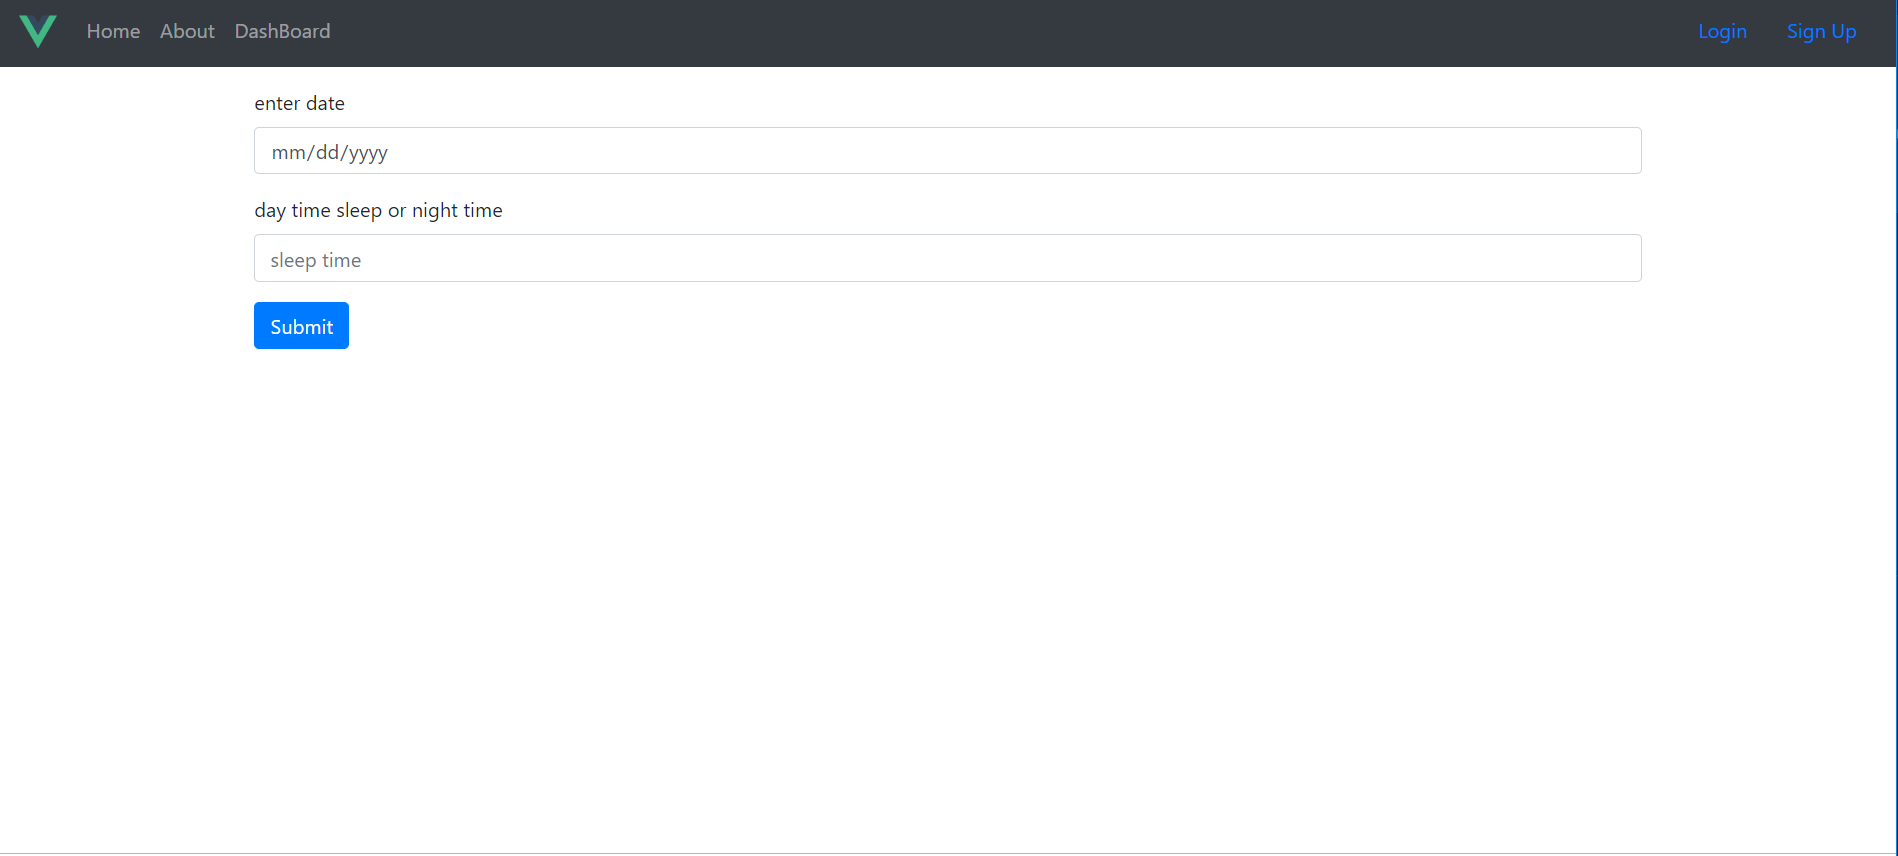 Home About DashBoard Login Sign Up
enter date
mm/dd/yyyy
day time sleep or night time
sleep time
Submit